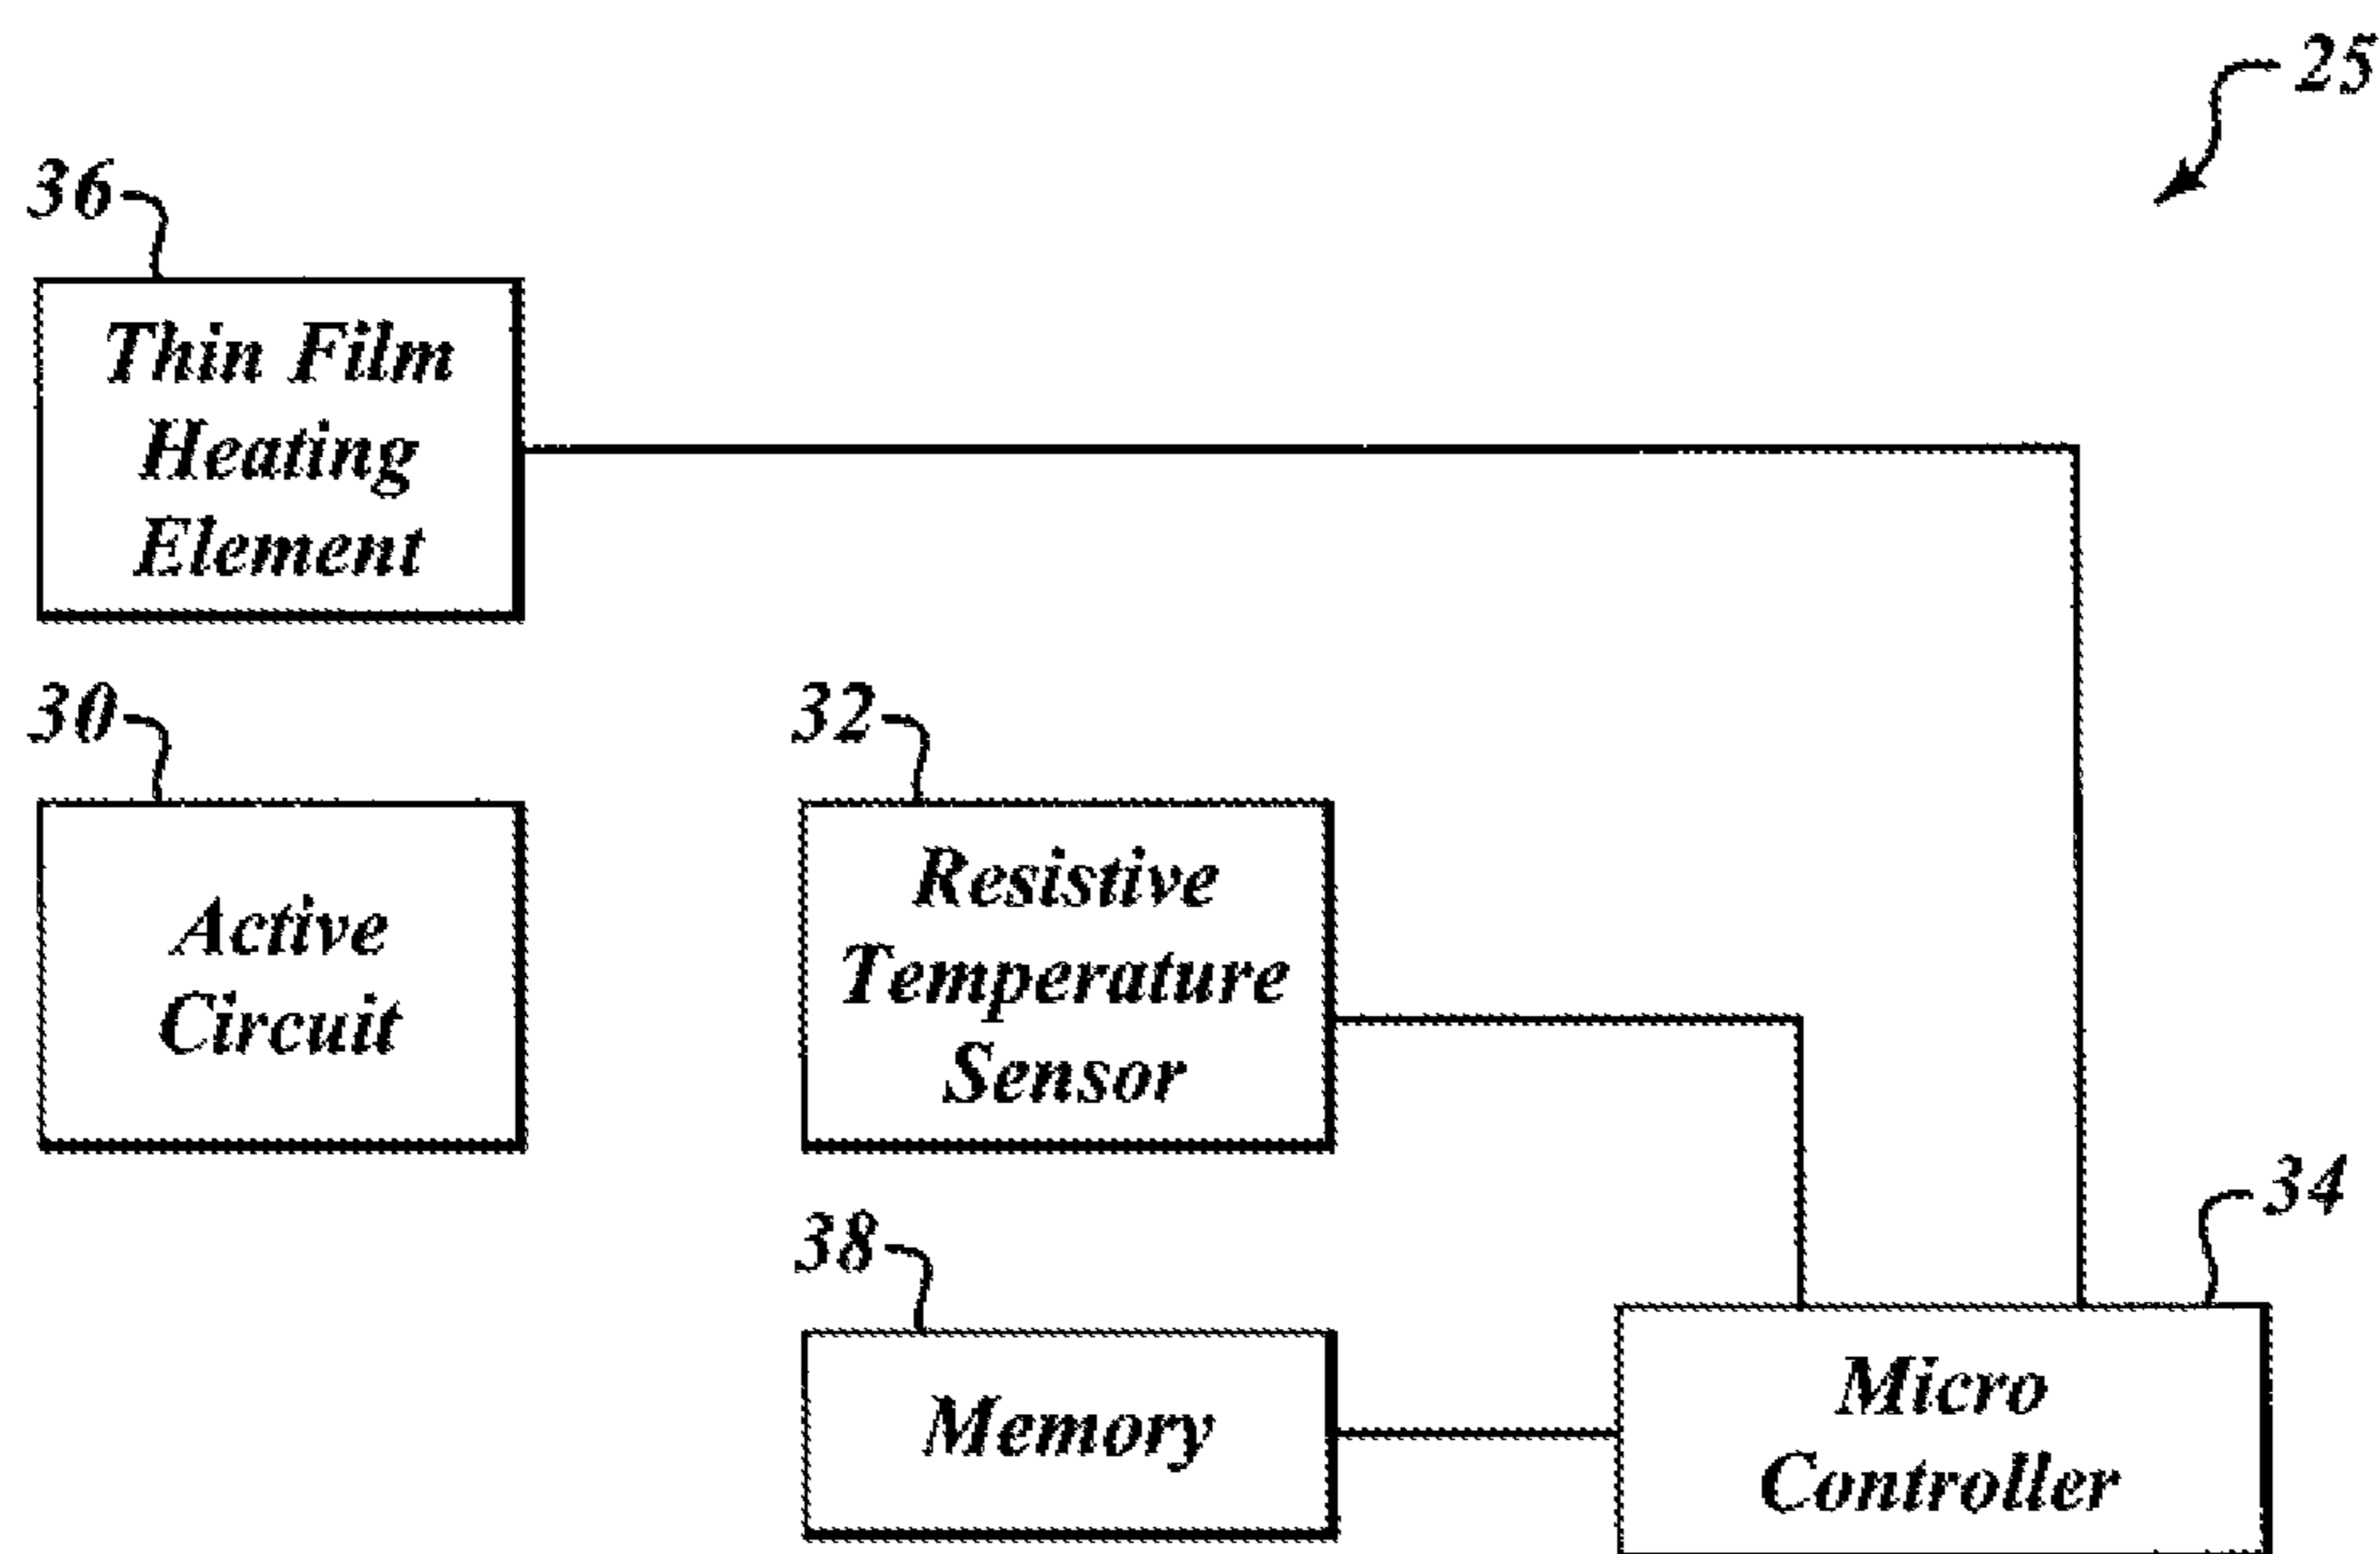 25
36
Thin Film
Heating
Element
30
Active
Circuit
32
Resistive
Temperature
Sensor
38
Memory
34
Micro
Controller